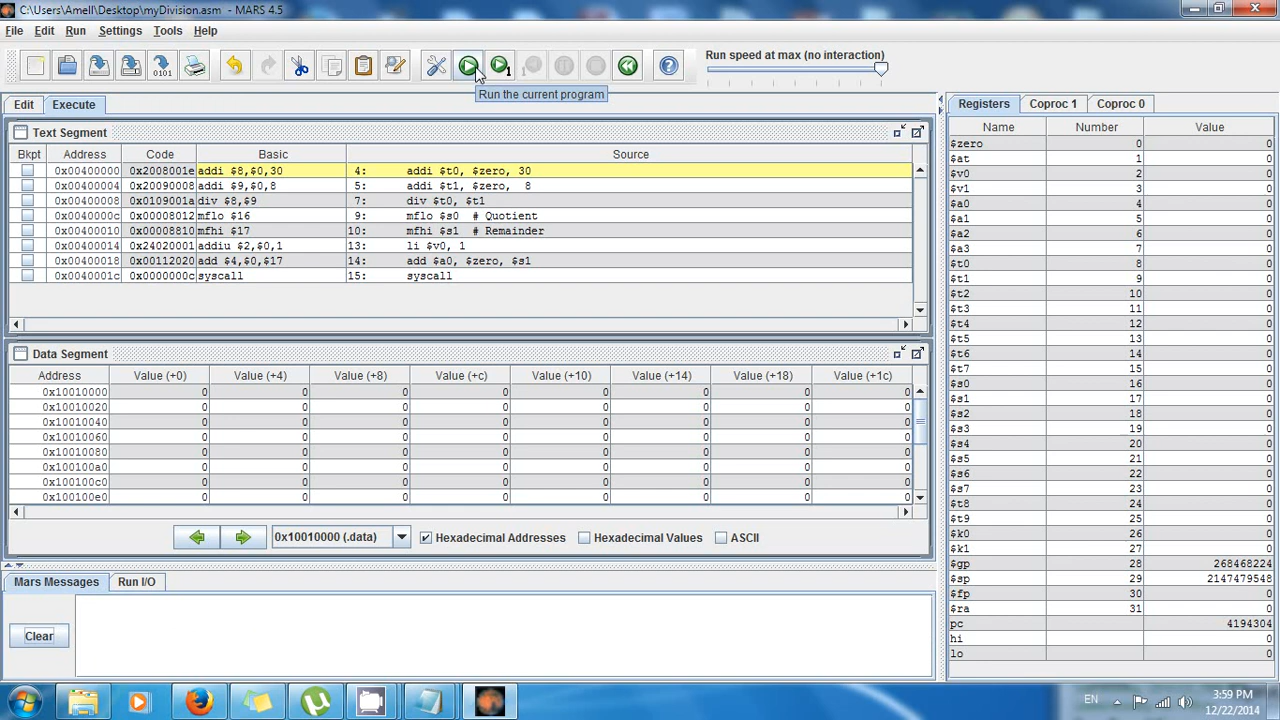 C:\Users\Amell\Desktop\myDivision.asm - MARS 4.5
File Edit Run Settings Tools Help
Run speed at max (no interaction)
Run the current program
Edit Execute
Text Segment
Bkpt Address Code Basic Source
0x00400000 0x2008001e addi $8,$0,30 4: addi $t0, $zero, 30
0x00400004 0x20090008 addi $9,$0,8 5: addi $t1, $zero, 8
0x00400008 0x0109001a div $8,$9 7: div $t0, $t1
0x0040000c 0x00008012 mflo $16 9: mflo $s0 # Quotient
0x00400010 0x00008810 mfhi $17 10: mfhi $s1 # Remainder
0x00400014 0x24020001 addiu $2,$0,1 13: li $v0, 1
0x00400018 0x00112020 add $4,$0,$17 14: add $a0, $zero, $s1
0x0040001c 0x0000000c syscall 15: syscall
Data Segment
Address Value (+0) Value (+4) Value (+8) Value (+c) Value (+10) Value (+14) Value (+18) Value (+1c)
0x10010000 0 0 0 0 0 0 0 0
0x10010020 0 0 0 0 0 0 0 0
0x10010040 0 0 0 0 0 0 0 0
0x10010060 0 0 0 0 0 0 0 0
0x10010080 0 0 0 0 0 0 0 0
0x100100a0 0 0 0 0 0 0 0 0
0x100100c0 0 0 0 0 0 0 0 0
0x100100e0 0 0 0 0 0 0 0 0
0x10010000 (.data) Hexadecimal Addresses Hexadecimal Values ASCII
Mars Messages Run I/O
Clear
Registers Coproc 1 Coproc 0
Name Number Value
$zero 0 0
$at 1 0
$v0 2 0
$v1 3 0
$a0 4 0
$a1 5 0
$a2 6 0
$a3 7 0
$t0 8 0
$t1 9 0
$t2 10 0
$t3 11 0
$t4 12 0
$t5 13 0
$t6 14 0
$t7 15 0
$s0 16 0
$s1 17 0
$s2 18 0
$s3 19 0
$s4 20 0
$s5 21 0
$s6 22 0
$s7 23 0
$t8 24 0
$t9 25 0
$k0 26 0
$k1 27 0
$gp 28 268468224
$sp 29 2147479548
$fp 30 0
$ra 31 0
pc 4194304
hi 0
lo 0
EN
3:59 PM
12/22/2014